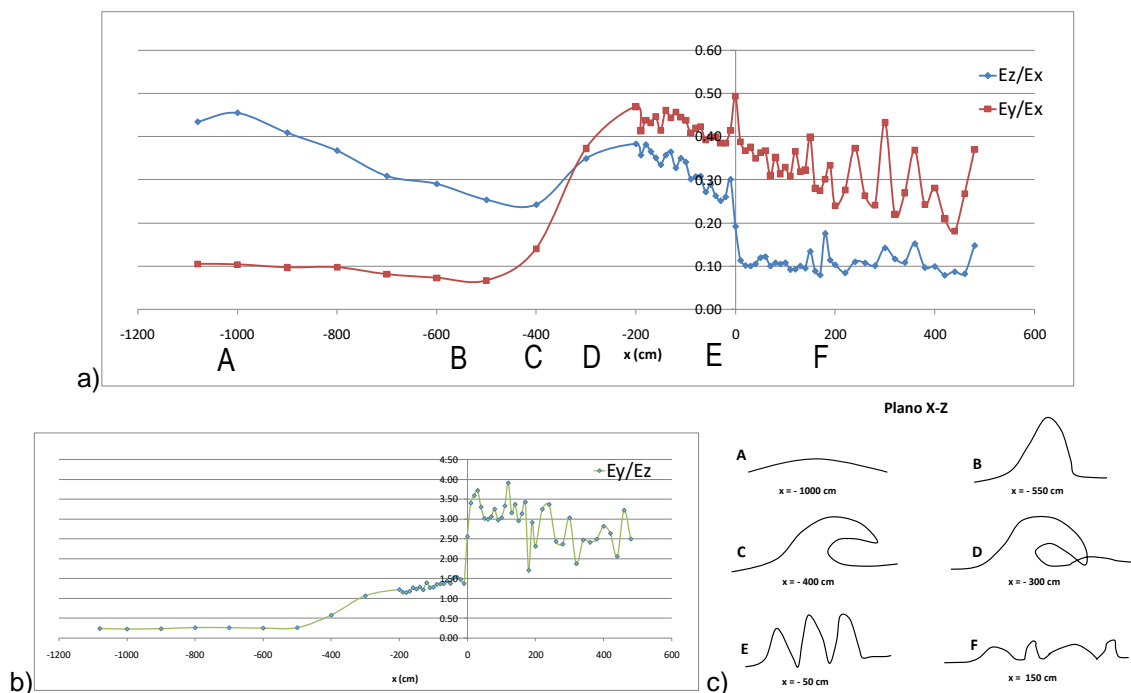 0.60
Ez/Ex
0.50
Ey/Ex
0.40
0.30
0.20
0.10
0.00
-1200 -1000 -800 -600 -400 -200 0 200 400 600
A B C D x (cm) E F
a)
Plano X-Z
4.50
Ey/Ez
4.00
3.50
3.00
2.50
2.00
1.50
1.00
0.50
0.00
-1200 -1000 -800 -600 -400 -200 0 200 400 600
x (cm)
b)
A
x = - 1000 cm
B
x = - 550 cm
C
x = - 400 cm
D
x = - 300 cm
E
x = - 50 cm
F
x = 150 cm
c)